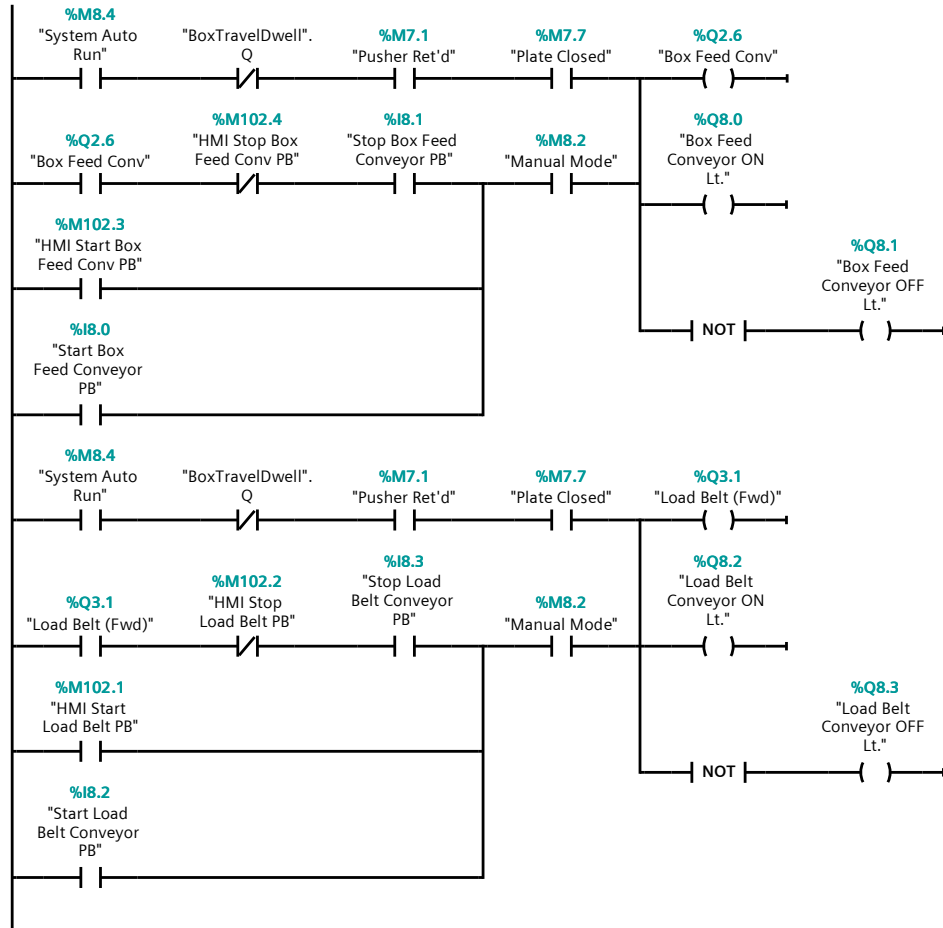 %M8.4
"System Auto
Run"
"BoxTravelDwell".
Q
%M7.1
"Pusher Ret'd"
%M7.7
"Plate Closed"
%Q2.6
"Box Feed Conv"
%Q2.6
"Box Feed Conv"
%M102.4
"HMI Stop Box
Feed Conv PB"
%I8.1
"Stop Box Feed
Conveyor PB"
%M8.2
"Manual Mode"
%Q8.0
"Box Feed
Conveyor ON
Lt."
%M102.3
"HMI Start Box
Feed Conv PB"
%Q8.1
"Box Feed
Conveyor OFF
Lt."
NOT
%I8.0
"Start Box
Feed Conveyor
PB"
%M8.4
"System Auto
Run"
"BoxTravelDwell".
Q
%M7.1
"Pusher Ret'd"
%M7.7
"Plate Closed"
%Q3.1
"Load Belt (Fwd)"
%Q3.1
"Load Belt (Fwd)"
%M102.2
"HMI Stop
Load Belt PB"
%I8.3
"Stop Load
Belt Conveyor
PB"
%M8.2
"Manual Mode"
%Q8.2
"Load Belt
Conveyor ON
Lt."
%M102.1
"HMI Start
Load Belt PB"
%Q8.3
"Load Belt
Conveyor OFF
Lt."
NOT
%I8.2
"Start Load
Belt Conveyor
PB"